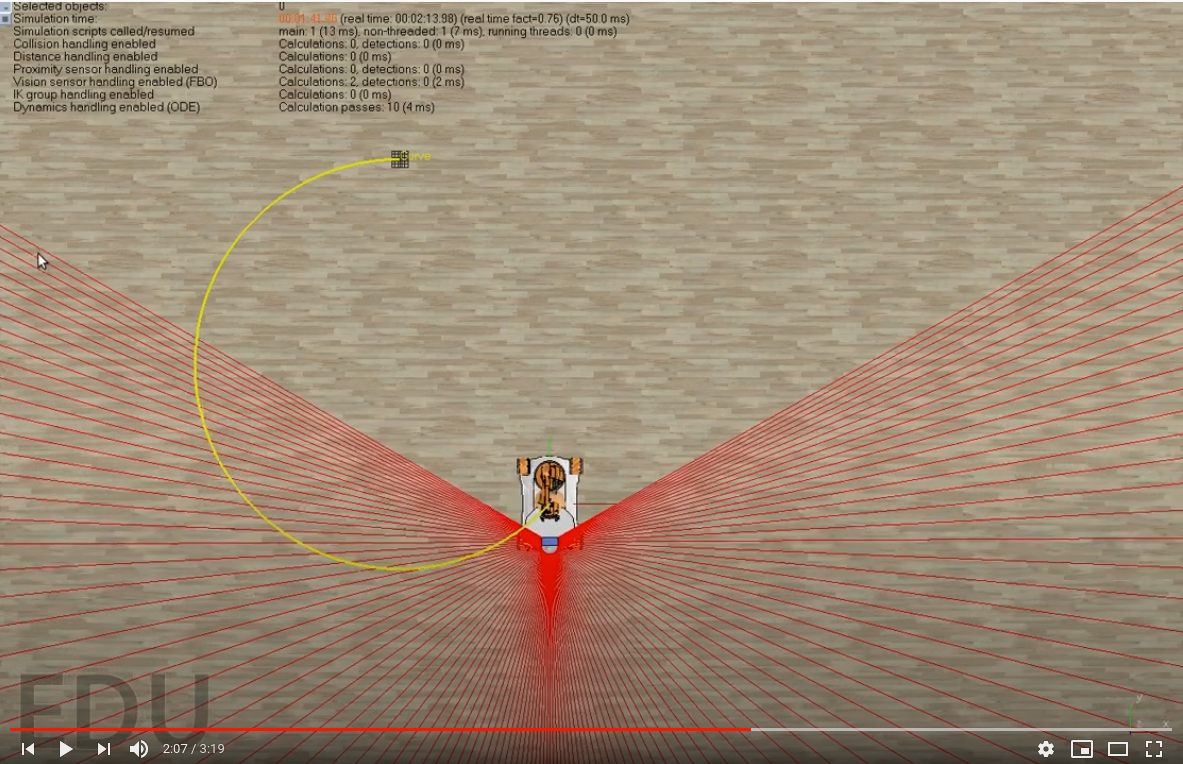 Selected objects: 0
Simulation time: (real time: 00:02:13.98) (real time fact=0.76) (dt=50.0 ms)
Simulation scripts called/resumed main: 1 (13 ms), non-threaded: 1 (7 ms), running threads: 0 (0 ms)
Collision handling enabled Calculations: 0, detections: 0 (0 ms)
Distance handling enabled Calculations: 0 (0 ms)
Proximity sensor handling enabled Calculations: 0, detections: 0 (0 ms)
Vision sensor handling enabled (FBO) Calculations: 2, detections: 0 (2 ms)
IK group handling enabled Calculations: 0 (0 ms)
Dynamics handling enabled (ODE) Calculation passes: 10 (4 ms)
EDU
y
x
2:07 / 3:19